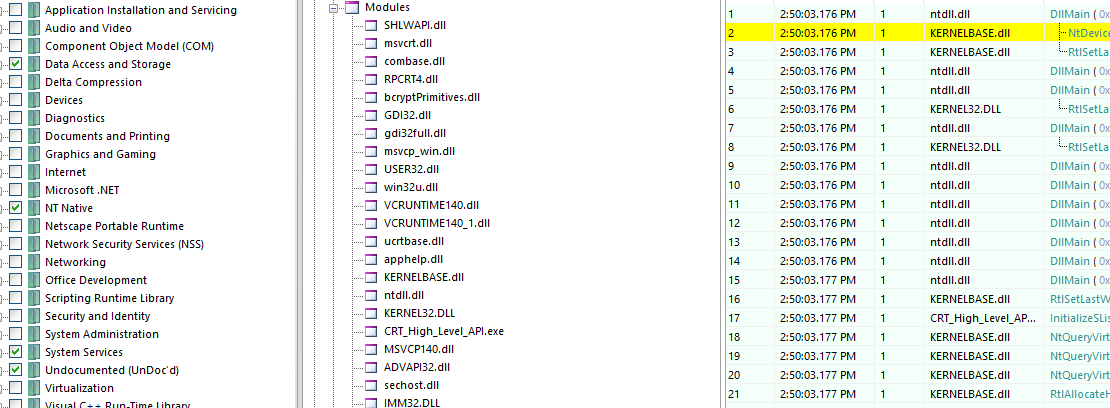 Application Installation and Servicing
Audio and Video
Component Object Model (COM)
Data Access and Storage
Delta Compression
Devices
Diagnostics
Documents and Printing
Graphics and Gaming
Internet
Microsoft .NET
NT Native
Netscape Portable Runtime
Network Security Services (NSS)
Networking
Office Development
Scripting Runtime Library
Security and Identity
System Administration
System Services
Undocumented (UnDoc'd)
Virtualization
Visual C++ Run-Time Library
Modules
SHLWAPI.dll
msvcrt.dll
combase.dll
RPCRT4.dll
bcryptPrimitives.dll
GDI32.dll
gdi32full.dll
msvcp_win.dll
USER32.dll
win32u.dll
VCRUNTIME140.dll
VCRUNTIME140_1.dll
ucrtbase.dll
apphelp.dll
KERNELBASE.dll
ntdll.dll
KERNEL32.DLL
CRT_High_Level_API.exe
MSVCP140.dll
ADVAPI32.dll
sechost.dll
IMM32.DLL
1 2:50:03.176 PM 1 ntdll.dll DllMain ( 0x
2 2:50:03.176 PM 1 KERNELBASE.dll NtDevice
3 2:50:03.176 PM 1 KERNELBASE.dll RtlSetLa
4 2:50:03.176 PM 1 ntdll.dll DllMain ( 0x
5 2:50:03.176 PM 1 ntdll.dll DllMain ( 0x
6 2:50:03.176 PM 1 KERNEL32.DLL RtlSetLa
7 2:50:03.176 PM 1 ntdll.dll DllMain ( 0x
8 2:50:03.176 PM 1 KERNEL32.DLL RtlSetLa
9 2:50:03.176 PM 1 ntdll.dll DllMain ( 0x
10 2:50:03.176 PM 1 ntdll.dll DllMain ( 0x
11 2:50:03.176 PM 1 ntdll.dll DllMain ( 0x
12 2:50:03.176 PM 1 ntdll.dll DllMain ( 0x
13 2:50:03.176 PM 1 ntdll.dll DllMain ( 0x
14 2:50:03.176 PM 1 ntdll.dll DllMain ( 0x
15 2:50:03.177 PM 1 ntdll.dll DllMain ( 0x
16 2:50:03.177 PM 1 KERNELBASE.dll RtlSetLastW
17 2:50:03.177 PM 1 CRT_High_Level_AP... InitializeSLis
18 2:50:03.177 PM 1 KERNELBASE.dll NtQueryVirt
19 2:50:03.177 PM 1 KERNELBASE.dll NtQueryVirt
20 2:50:03.177 PM 1 KERNELBASE.dll NtQueryVirt
21 2:50:03.177 PM 1 KERNELBASE.dll RtlAllocateH